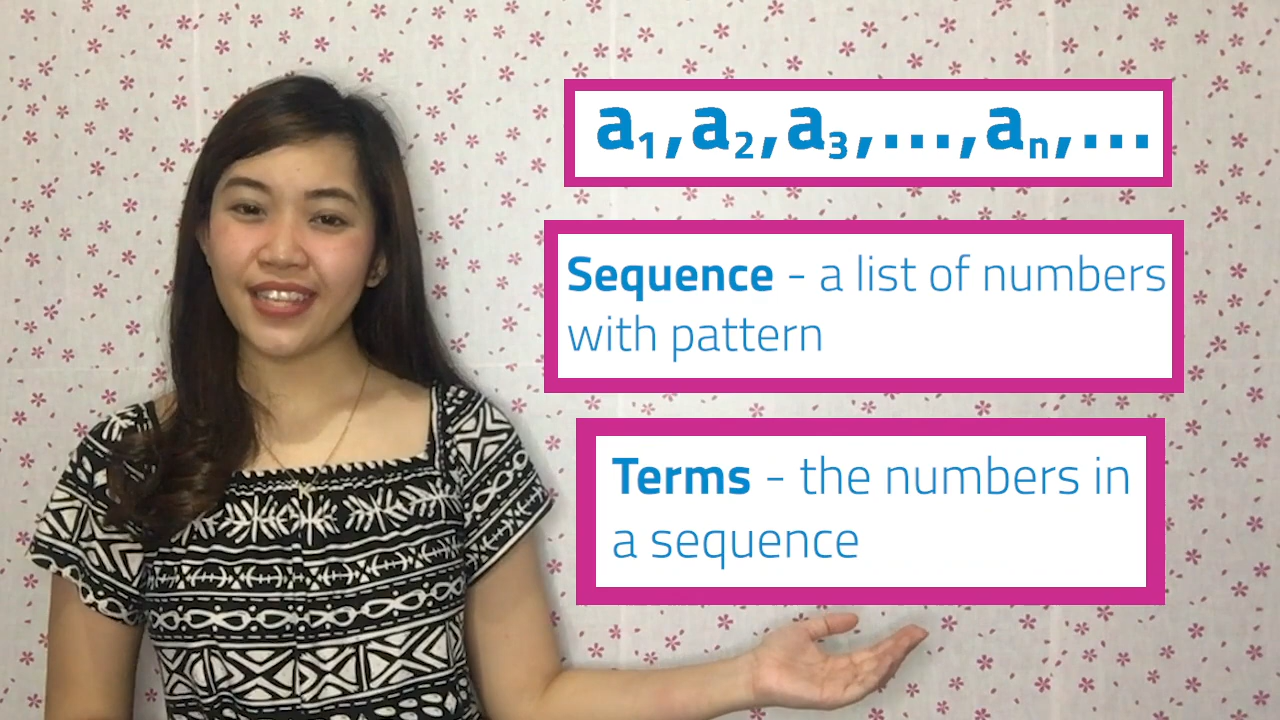 a₁,a₂,a₃,...,aₙ,...
Sequence - a list of numbers
with pattern
Terms - the numbers in
a sequence